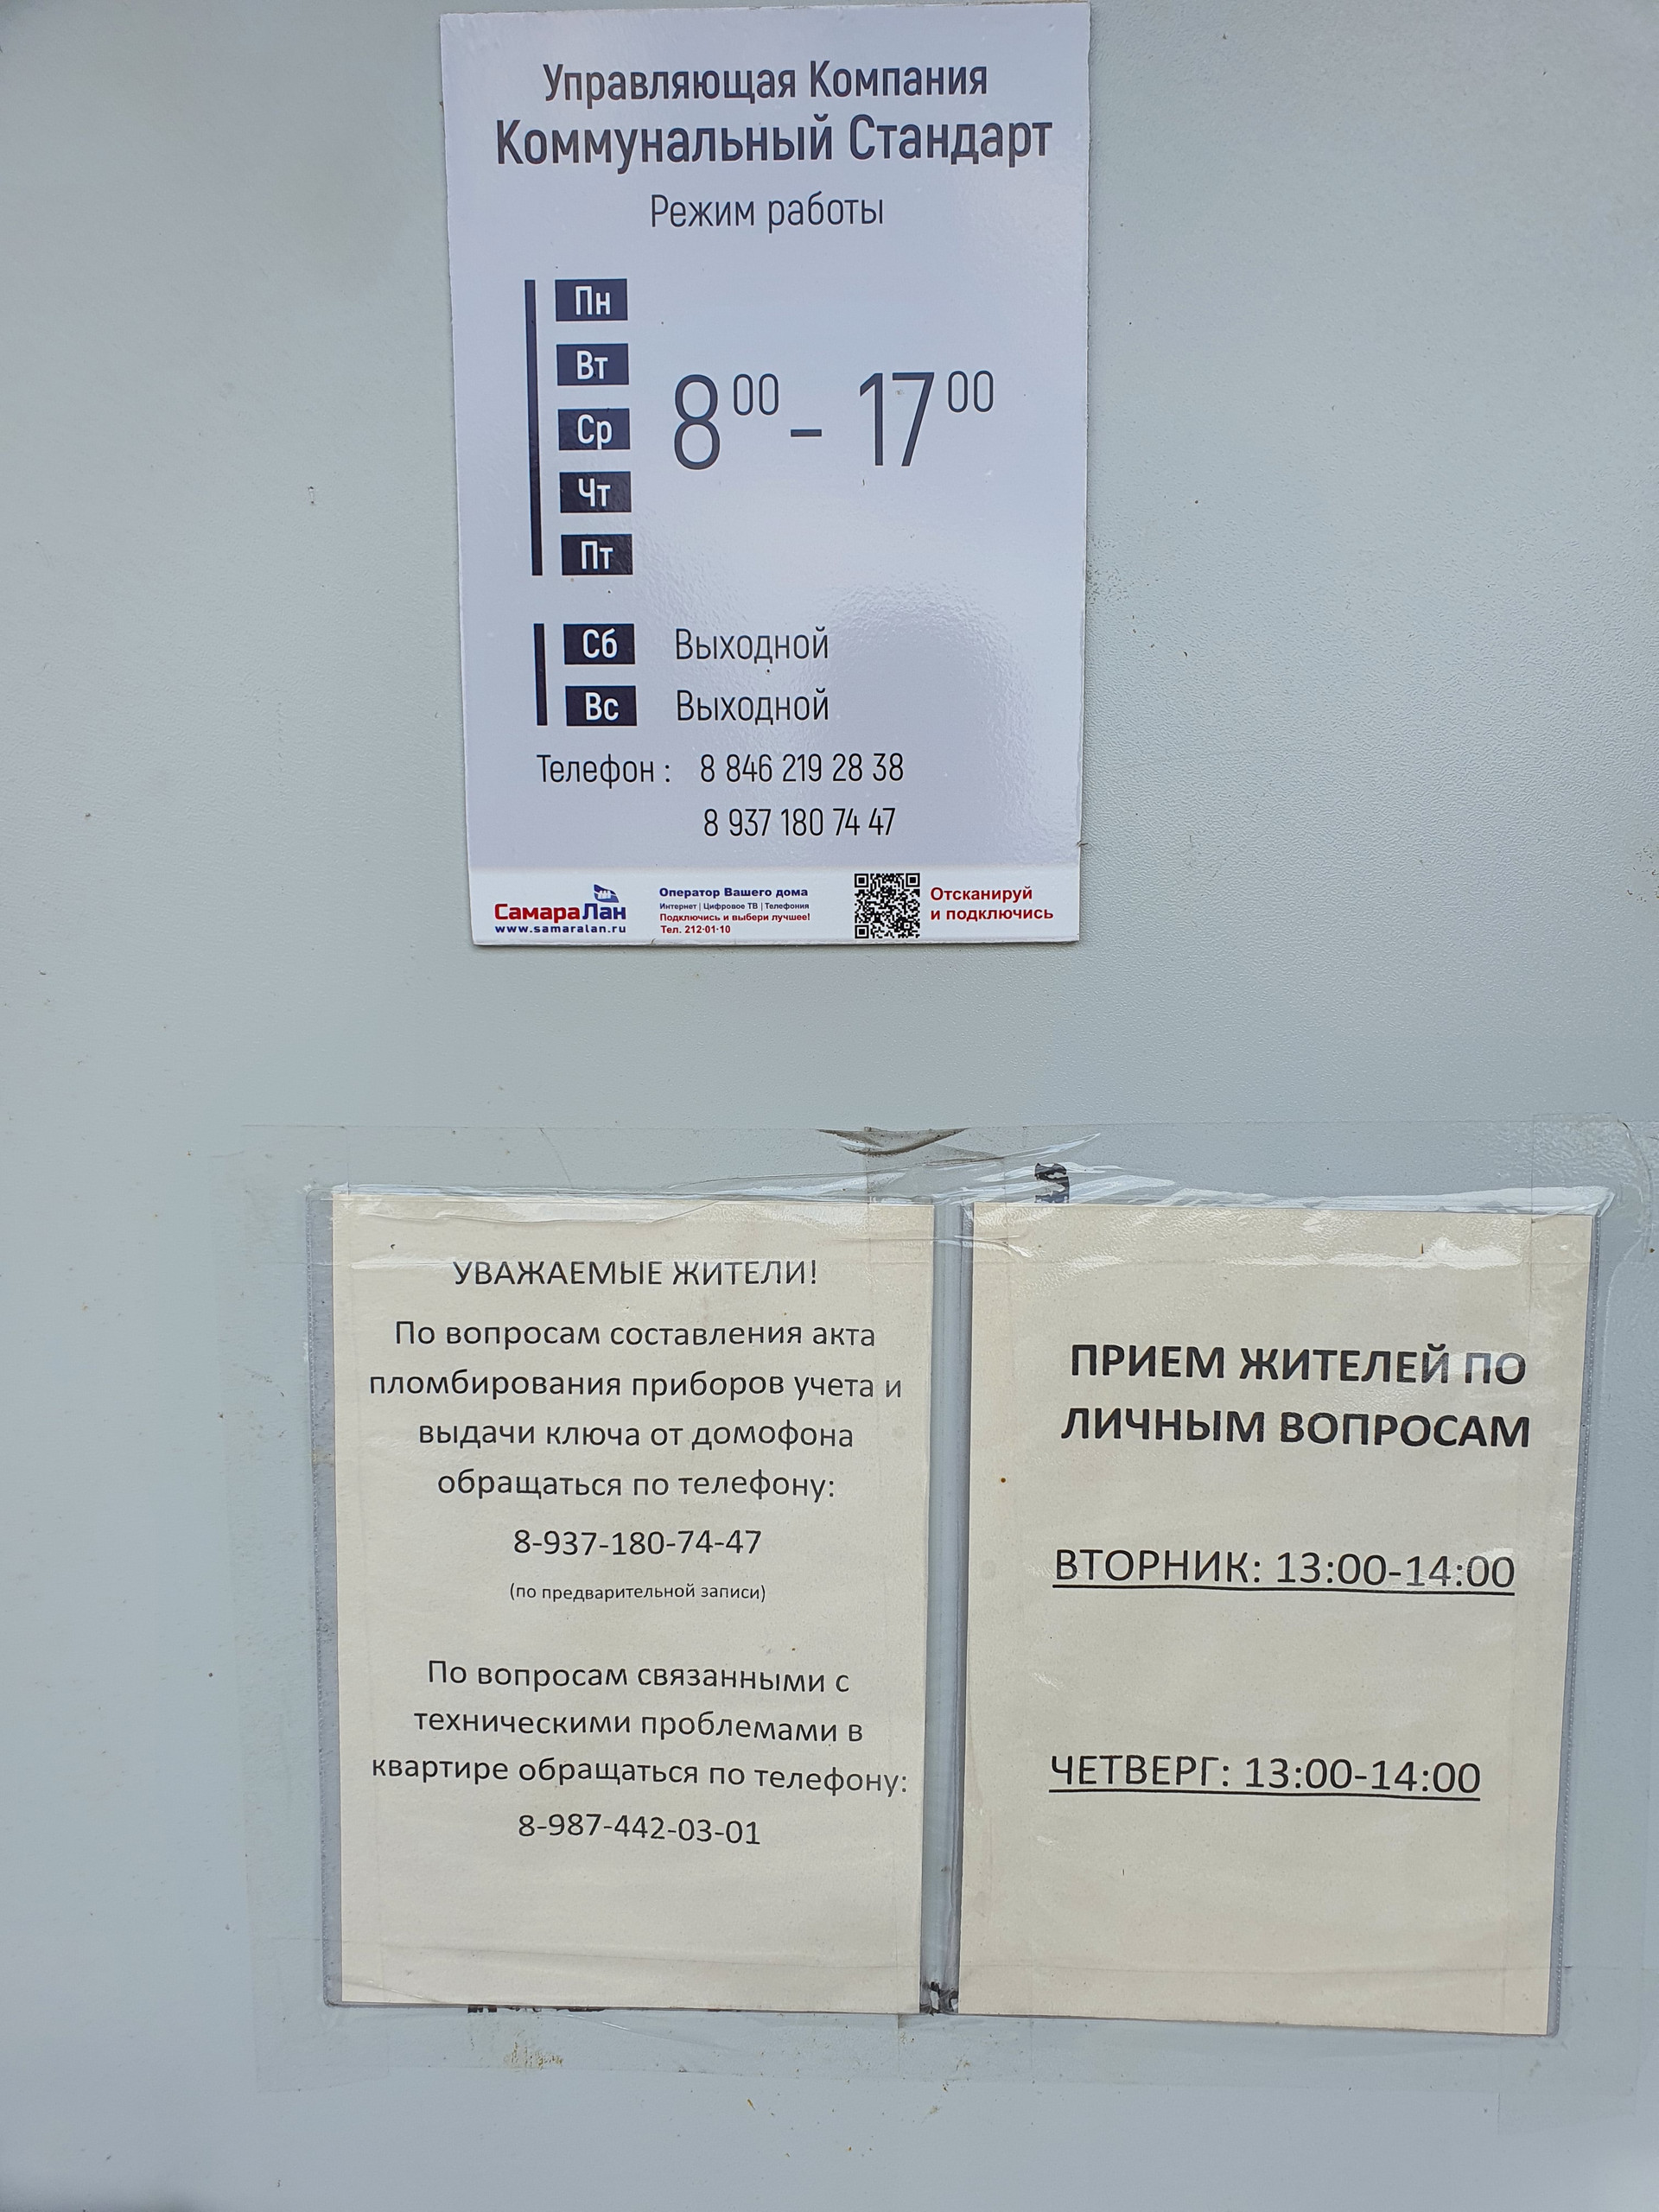 Управляющая Компания
Коммунальный Стандарт
Режим работы
Пн
Вт
Ср
Чт
Пт
8⁰⁰ - 17⁰⁰
Сб Выходной
Вс Выходной
Телефон : 8 846 219 28 38
8 937 180 74 47
СамараЛан
www.samaralan.ru
Оператор Вашего дома
Интернет | Цифровое ТВ | Телефония
Подключись и выбери лучшее!
Тел. 212-01-10
Отсканируй
и подключись
УВАЖАЕМЫЕ ЖИТЕЛИ!
По вопросам составления акта
пломбирования приборов учета и
выдачи ключа от домофона
обращаться по телефону:
8-937-180-74-47
(по предварительной записи)
По вопросам связанными с
техническими проблемами в
квартире обращаться по телефону:
8-987-442-03-01
ПРИЕМ ЖИТЕЛЕЙ ПО
ЛИЧНЫМ ВОПРОСАМ
ВТОРНИК: 13:00-14:00
ЧЕТВЕРГ: 13:00-14:00